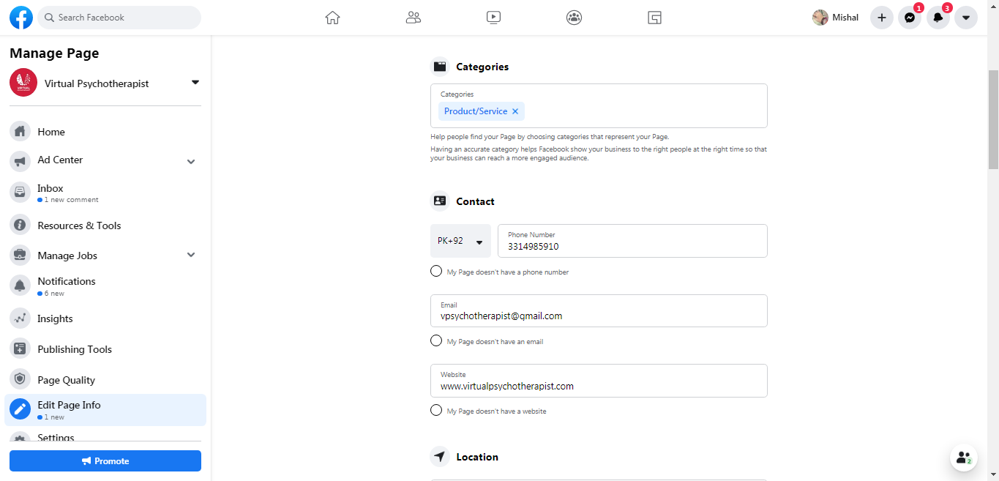 Search Facebook
Mishal
1
3
Manage Page
VIRTUAL
Virtual Psychotherapist
Home
Ad Center
Inbox
1 new comment
Resources & Tools
Manage Jobs
Notifications
6 new
Insights
Publishing Tools
Page Quality
Edit Page Info
1 new
Settings
Promote
Categories
Categories
Product/Service ×
Help people find your Page by choosing categories that represent your Page.
Having an accurate category helps Facebook show your business to the right people at the right time so that
your business can reach a more engaged audience.
Contact
PK+92
Phone Number
3314985910
My Page doesn't have a phone number
Email
vpsychotherapist@gmail.com
My Page doesn't have an email
Website
www.virtualpsychotherapist.com
My Page doesn't have a website
Location
2